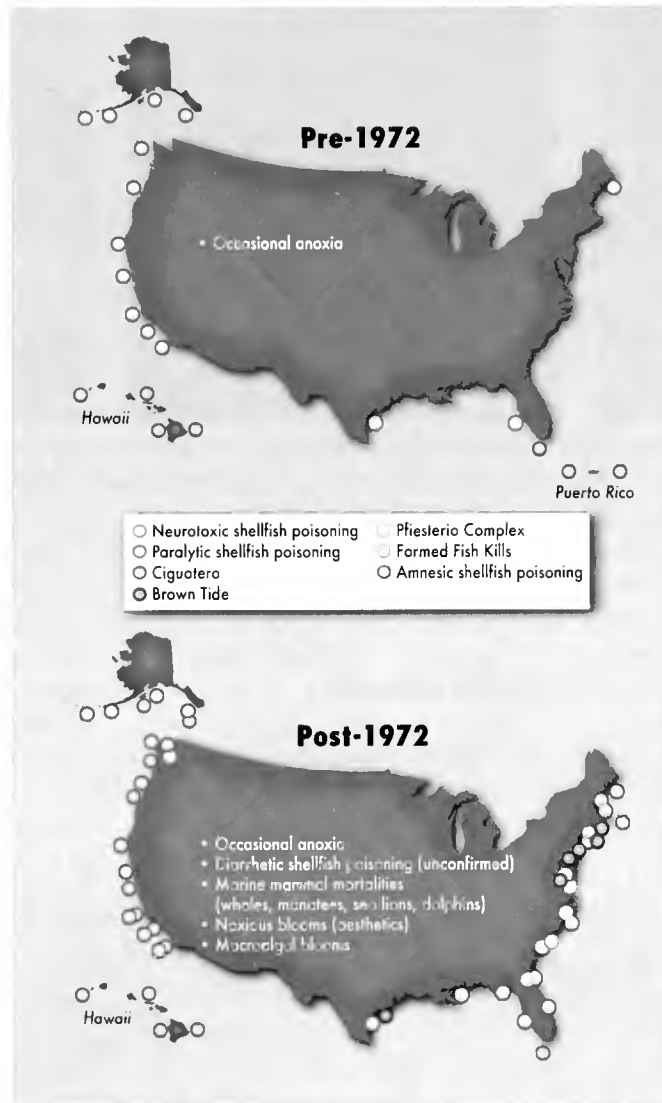 Pre-1972
• Occasional anoxia
Hawaii
Puerto Rico
Neurotoxic shellfish poisoning
Paralytic shellfish poisoning
Ciguatera
Brown Tide
Pfiesteria Complex
Formed Fish Kills
Amnesic shellfish poisoning
Post-1972
• Occasional anoxia
• Diarrhetic shellfish poisoning (unconfirmed)
• Marine mammal mortalities
(whales, manatees, sea lions, dolphins)
• Noxious blooms (aesthetics)
• Macroalgal blooms
Hawaii